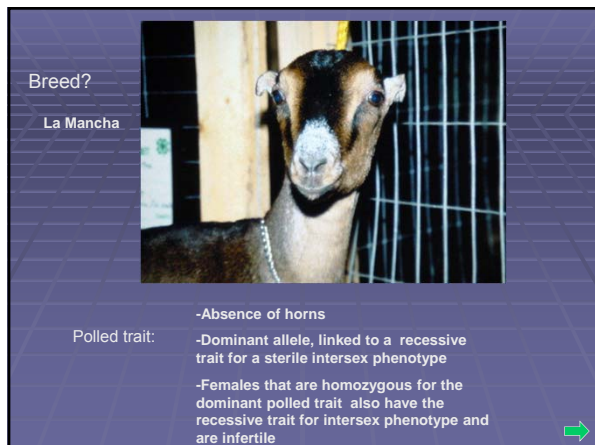 Breed?
La Mancha
Polled trait:
-Absence of horns
-Dominant allele, linked to a recessive
trait for a sterile intersex phenotype
-Females that are homozygous for the
dominant polled trait also have the
recessive trait for intersex phenotype and
are infertile